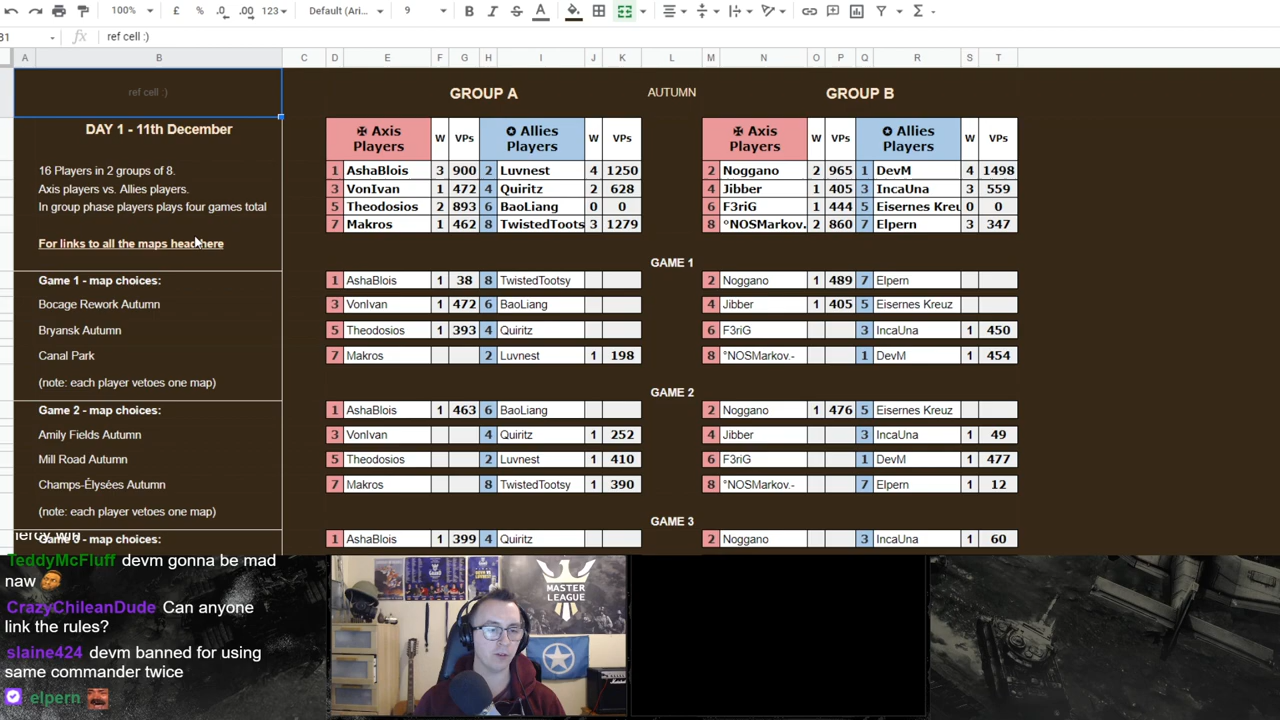 100%
£
%
.0
.00
123
Default (Ari...
9
B
I
S
A
31
fx
ref cell :)
A B C D E F G H I J K L M N O P Q R S T
ref cell :)
GROUP A
AUTUMN
GROUP B
DAY 1 - 11th December
16 Players in 2 groups of 8.
Axis players vs. Allies players.
In group phase players plays four games total
For links to all the maps head here
✠ Axis Players W VPs ✪ Allies Players W VPs
1 AshaBlois 3 900 2 Luvnest 4 1250
3 VonIvan 1 472 4 Quiritz 2 628
5 Theodosios 2 893 6 BaoLiang 0 0
7 Makros 1 462 8 TwistedToots 3 1279
✠ Axis Players W VPs ✪ Allies Players W VPs
2 Noggano 2 965 1 DevM 4 1498
4 Jibber 1 405 3 IncaUna 3 559
6 F3riG 1 444 5 Eisernes Kreu 0 0
8 °NOSMarkov. 2 860 7 Elpern 3 347
Game 1 - map choices:
Bocage Rework Autumn
Bryansk Autumn
Canal Park
(note: each player vetoes one map)
GAME 1
1 AshaBlois 1 38 8 TwistedTootsy
3 VonIvan 1 472 6 BaoLiang
5 Theodosios 1 393 4 Quiritz
7 Makros 2 Luvnest 1 198
2 Noggano 1 489 7 Elpern
4 Jibber 1 405 5 Eisernes Kreuz
6 F3riG 3 IncaUna 1 450
8 °NOSMarkov.- 1 DevM 1 454
Game 2 - map choices:
Amily Fields Autumn
Mill Road Autumn
Champs-Élysées Autumn
(note: each player vetoes one map)
GAME 2
1 AshaBlois 1 463 6 BaoLiang
3 VonIvan 4 Quiritz 1 252
5 Theodosios 2 Luvnest 1 410
7 Makros 8 TwistedTootsy 1 390
2 Noggano 1 476 5 Eisernes Kreuz
4 Jibber 3 IncaUna 1 49
6 F3riG 1 DevM 1 477
8 °NOSMarkov.- 7 Elpern 1 12
GAME 3
- map choices:
1 AshaBlois 1 399 4 Quiritz
2 Noggano 3 IncaUna 1 60
TeddyMcFluff devm gonna be mad
naw
CrazyChileanDude Can anyone
link the rules?
slaine424 devm banned for using
same commander twice
elpern
MASTER
LEAGUE